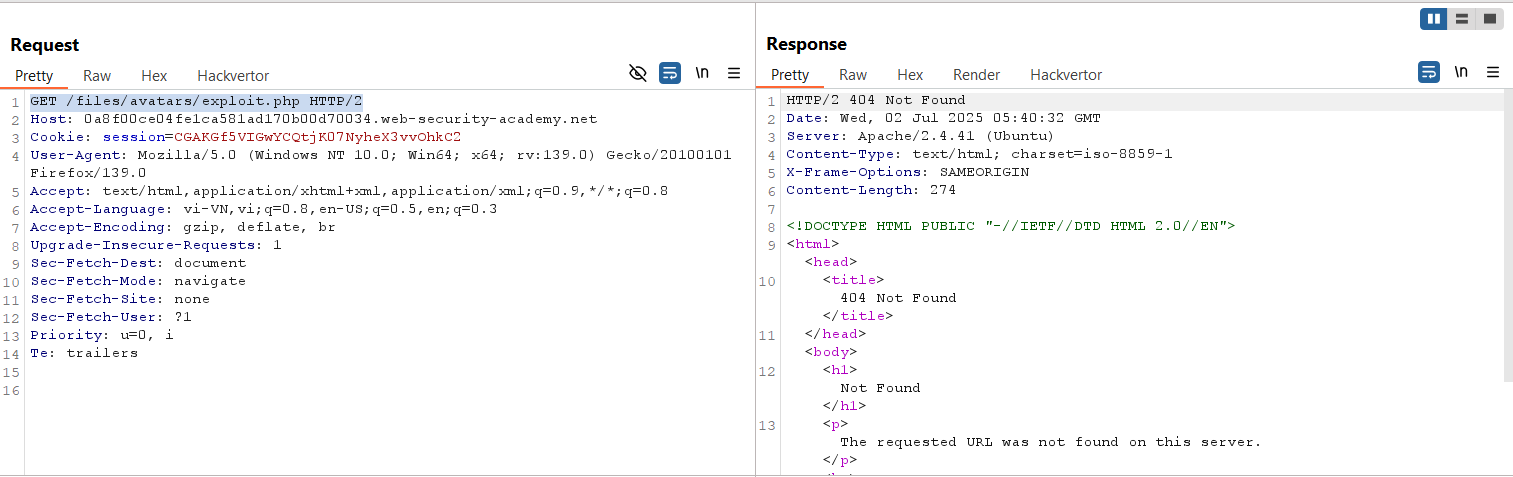 Request
Pretty Raw Hex Hackvertor \n
1 GET /files/avatars/exploit.php HTTP/2
2 Host: 0a8f00ce04fe1ca581ad170b00d70034.web-security-academy.net
3 Cookie: session=CGAKGf5VIGwYCQtjK07NyheX3vvOhkC2
4 User-Agent: Mozilla/5.0 (Windows NT 10.0; Win64; x64; rv:139.0) Gecko/20100101
Firefox/139.0
5 Accept: text/html,application/xhtml+xml,application/xml;q=0.9,*/*;q=0.8
6 Accept-Language: vi-VN,vi;q=0.8,en-US;q=0.5,en;q=0.3
7 Accept-Encoding: gzip, deflate, br
8 Upgrade-Insecure-Requests: 1
9 Sec-Fetch-Dest: document
10 Sec-Fetch-Mode: navigate
11 Sec-Fetch-Site: none
12 Sec-Fetch-User: ?1
13 Priority: u=0, i
14 Te: trailers
15
16
Response
Pretty Raw Hex Render Hackvertor \n
1 HTTP/2 404 Not Found
2 Date: Wed, 02 Jul 2025 05:40:32 GMT
3 Server: Apache/2.4.41 (Ubuntu)
4 Content-Type: text/html; charset=iso-8859-1
5 X-Frame-Options: SAMEORIGIN
6 Content-Length: 274
7
8 <!DOCTYPE HTML PUBLIC "-//IETF//DTD HTML 2.0//EN">
9 <html>
<head>
10 <title>
404 Not Found
</title>
11 </head>
<body>
12 <h1>
Not Found
</h1>
13 <p>
The requested URL was not found on this server.
</p>